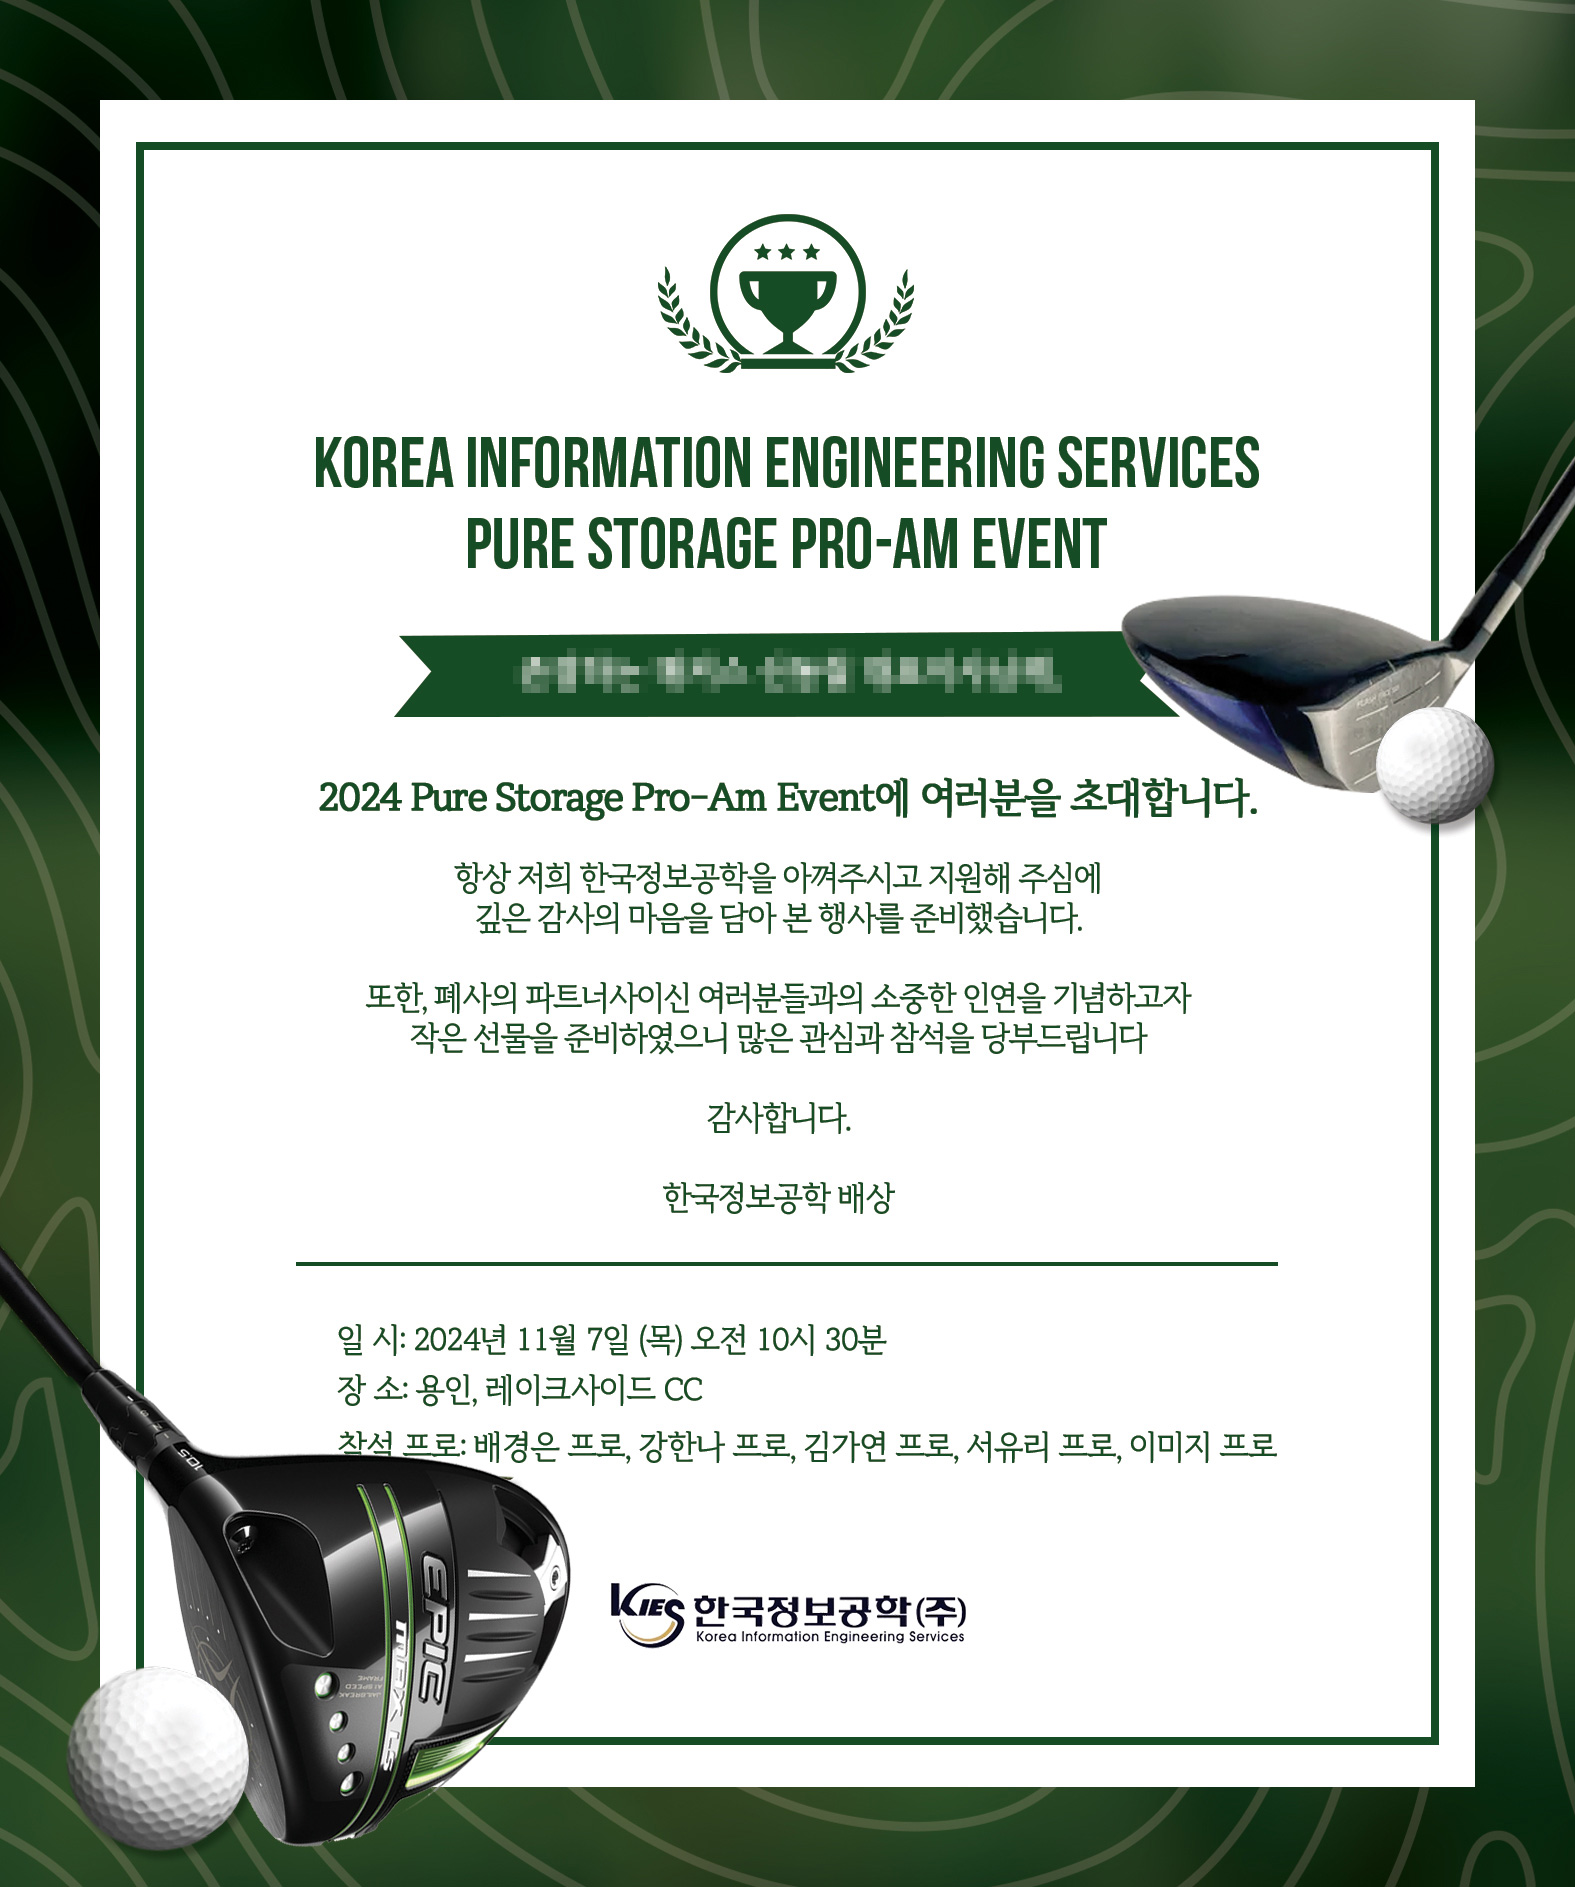 KOREA INFORMATION ENGINEERING SERVICES
PURE STORAGE PRO-AM EVENT
2024 Pure Storage Pro-Am Event에 여러분을 초대합니다.
항상 저희 한국정보공학을 아껴주시고 지원해 주심에
깊은 감사의 마음을 담아 본 행사를 준비했습니다.
또한, 폐사의 파트너사이신 여러분들과의 소중한 인연을 기념하고자
작은 선물을 준비하였으니 많은 관심과 참석을 당부드립니다
감사합니다.
한국정보공학 배상
일 시: 2024년 11월 7일 (목) 오전 10시 30분
장 소: 용인, 레이크사이드 CC
참석 프로: 배경은 프로, 강한나 프로, 김가연 프로, 서유리 프로, 이미지 프로
10.5
EPIC
MAX LS
JAILBREAK
AI SPEED
FRAME
KIES 한국정보공학(주)
Korea Information Engineering Services